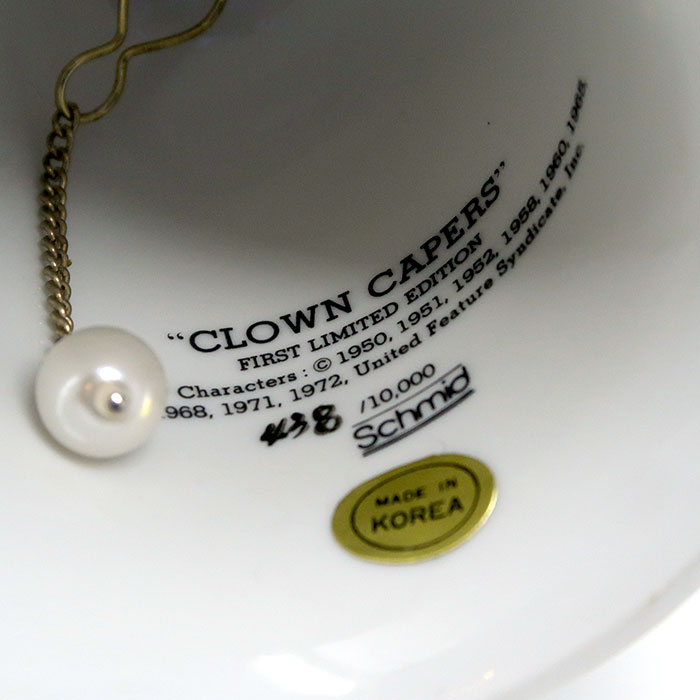 “CLOWN CAPERS”
FIRST LIMITED EDITION
Characters: © 1950, 1951, 1952, 1958, 1960, 1965
968, 1971, 1972, United Feature Syndicate, Inc.
438 /10,000
Schmid
MADE IN
KOREA